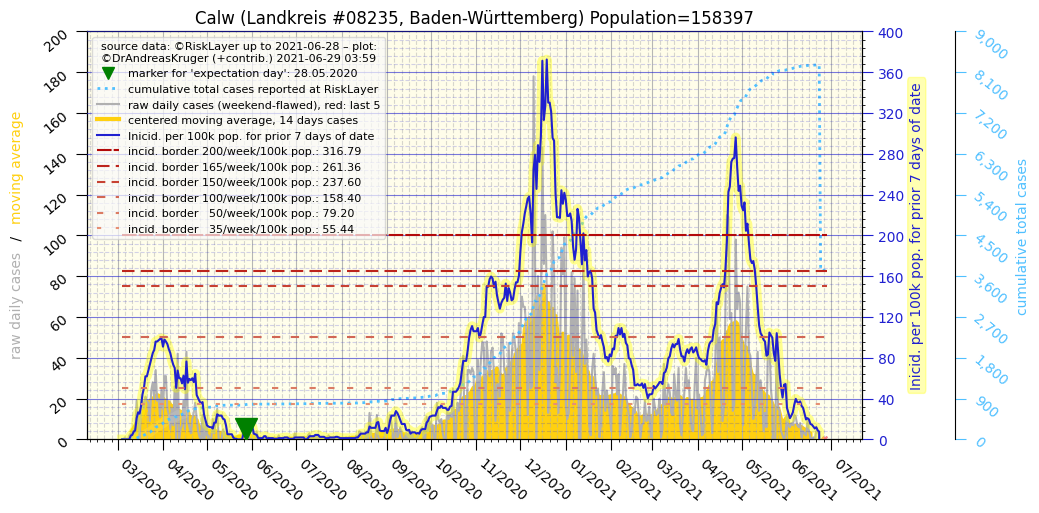 Calw (Landkreis #08235, Baden-Württemberg) Population=158397
source data: ©RiskLayer up to 2021-06-28 – plot:
©DrAndreasKruger (+contrib.) 2021-06-29 03:59
marker for 'expectation day': 28.05.2020
cumulative total cases reported at RiskLayer
raw daily cases (weekend-flawed), red: last 5
centered moving average, 14 days cases
Inicid. per 100k pop. for prior 7 days of date
incid. border 200/week/100k pop.: 316.79
incid. border 165/week/100k pop.: 261.36
incid. border 150/week/100k pop.: 237.60
incid. border 100/week/100k pop.: 158.40
incid. border   50/week/100k pop.: 79.20
incid. border   35/week/100k pop.: 55.44
raw daily cases / moving average
200
180
160
140
120
100
80
60
40
20
0
400
360
320
280
240
200
160
120
80
40
0
Inicid. per 100k pop. for prior 7 days of date
9,000
8,100
7,200
6,300
5,400
4,500
3,600
2,700
1,800
900
0
cumulative total cases
03/2020
04/2020
05/2020
06/2020
07/2020
08/2020
09/2020
10/2020
11/2020
12/2020
01/2021
02/2021
03/2021
04/2021
05/2021
06/2021
07/2021